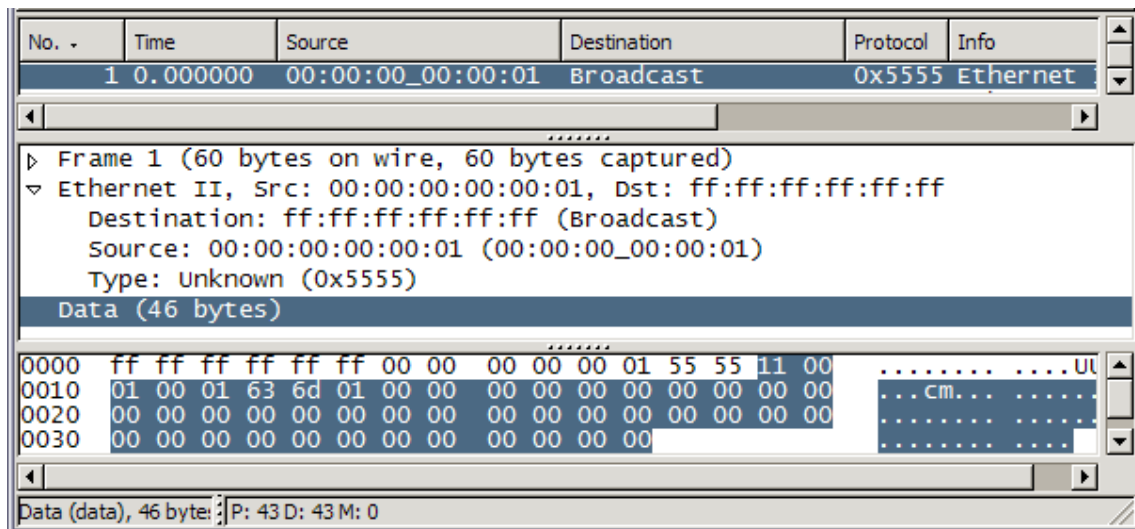 No. Time Source Destination Protocol Info
1 0.000000 00:00:00_00:00:01 Broadcast 0x5555 Ethernet
Frame 1 (60 bytes on wire, 60 bytes captured)
Ethernet II, Src: 00:00:00:00:00:01, Dst: ff:ff:ff:ff:ff:ff
Destination: ff:ff:ff:ff:ff:ff (Broadcast)
Source: 00:00:00:00:00:01 (00:00:00_00:00:01)
Type: Unknown (0x5555)
Data (46 bytes)
0000 ff ff ff ff ff ff 00 00 00 00 00 01 55 55 11 00 ........ ....UU
0010 01 00 01 63 6d 01 00 00 00 00 00 00 00 00 00 00 ...cm... ......
0020 00 00 00 00 00 00 00 00 00 00 00 00 00 00 00 00 ........ ......
0030 00 00 00 00 00 00 00 00 00 00 00 00 ........ ....
Data (data), 46 bytes P: 43 D: 43 M: 0